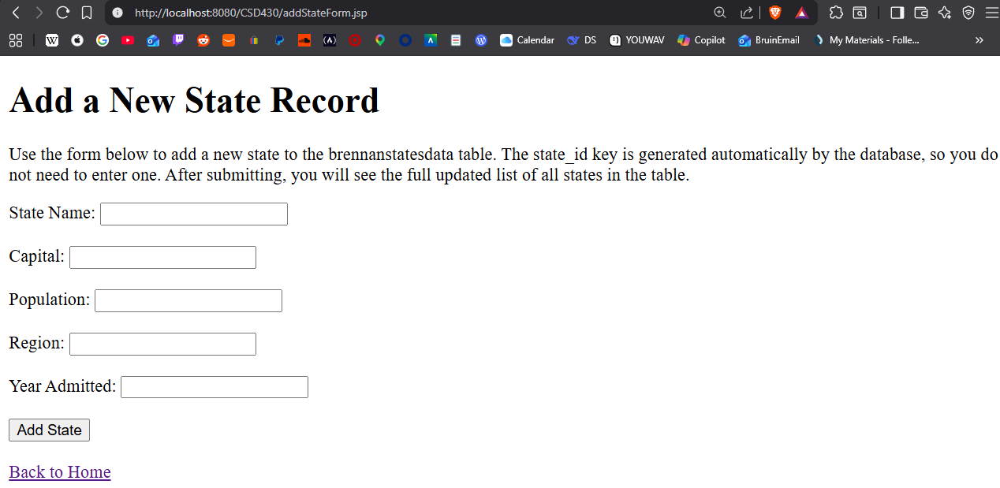 http://localhost:8080/CSD430/addStateForm.jsp
Calendar DS YOUWAV Copilot BruinEmail My Materials - Folle... »
Add a New State Record
Use the form below to add a new state to the brennanstatesdata table. The state_id key is generated automatically by the database, so you do
not need to enter one. After submitting, you will see the full updated list of all states in the table.
State Name:
Capital:
Population:
Region:
Year Admitted:
Add State
Back to Home